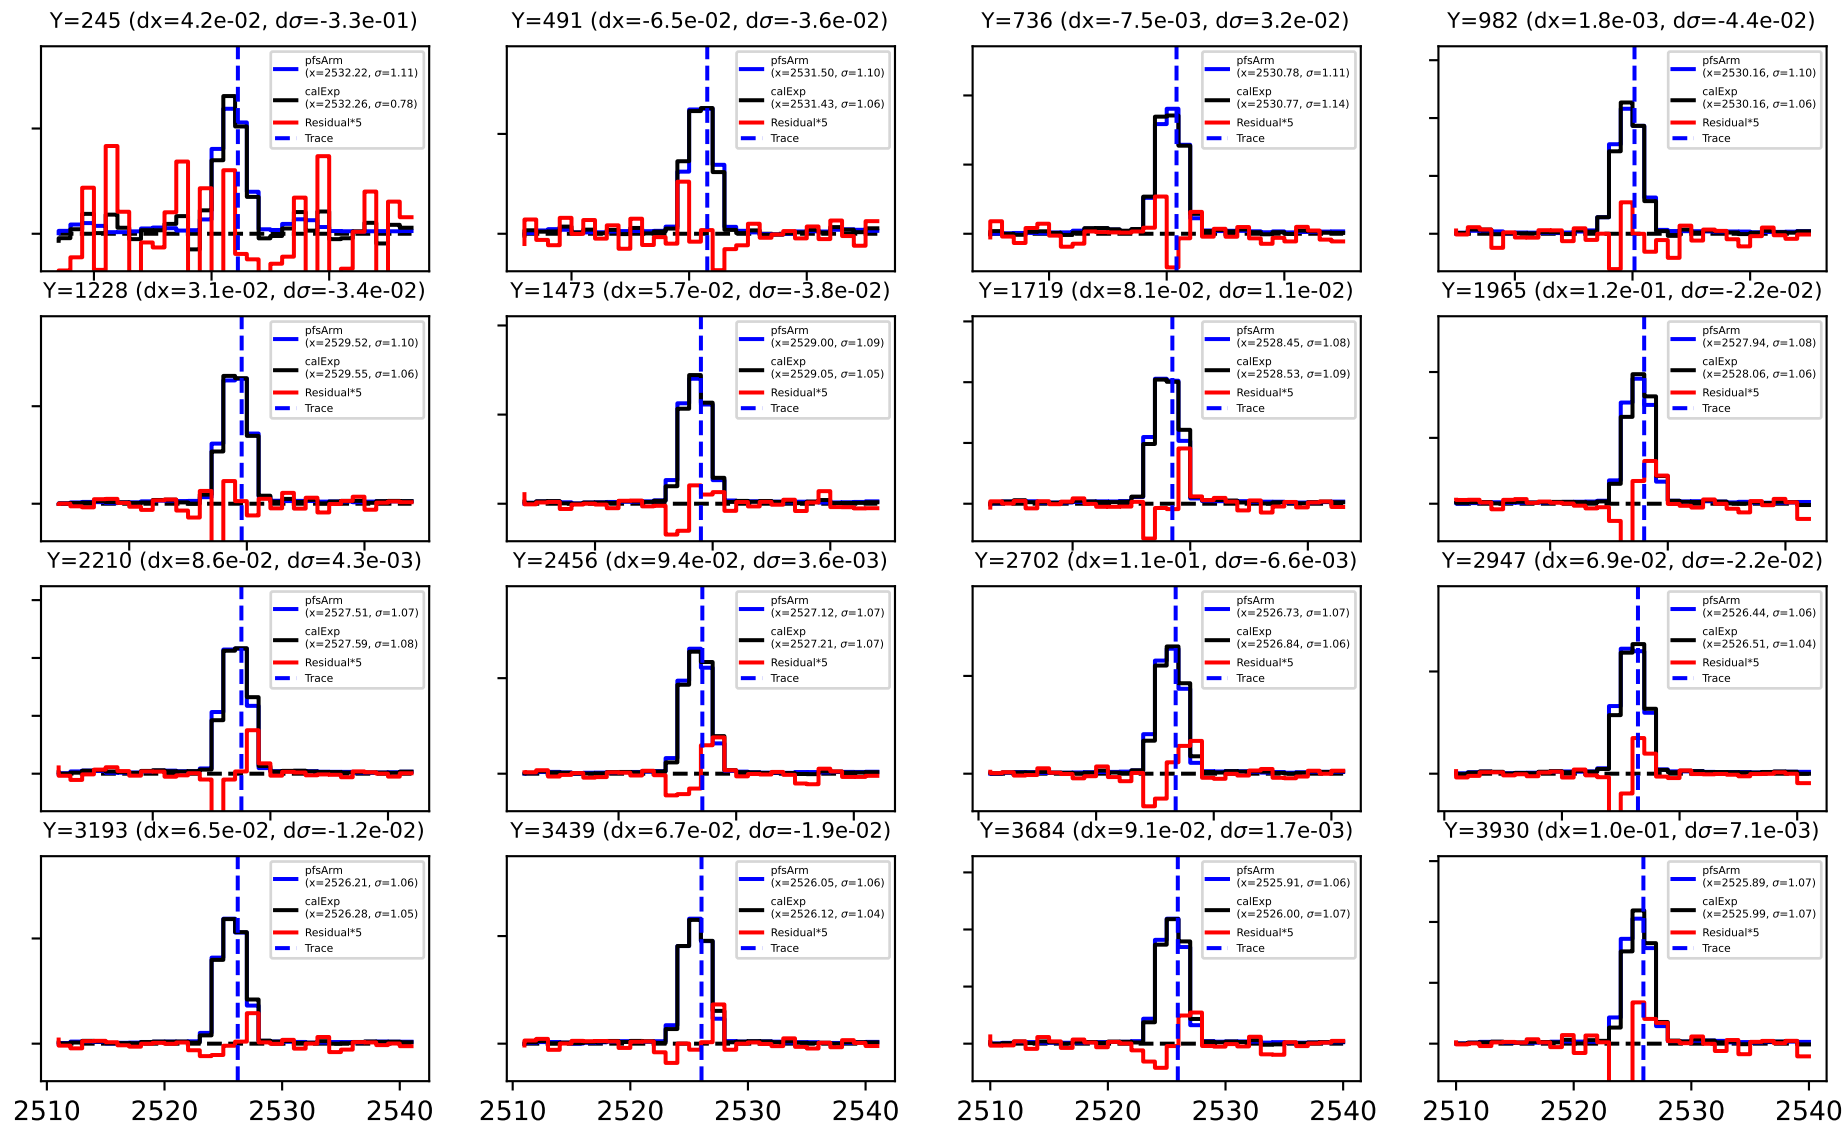 Y=245 (dx=4.2e-02, dσ=-3.3e-01)
pfsArm
(x=2532.22, σ=1.11)
calExp
(x=2532.26, σ=0.78)
Residual*5
Trace
Y=491 (dx=-6.5e-02, dσ=-3.6e-02)
pfsArm
(x=2531.50, σ=1.10)
calExp
(x=2531.43, σ=1.06)
Residual*5
Trace
Y=736 (dx=-7.5e-03, dσ=3.2e-02)
pfsArm
(x=2530.78, σ=1.11)
calExp
(x=2530.77, σ=1.14)
Residual*5
Trace
Y=982 (dx=1.8e-03, dσ=-4.4e-02)
pfsArm
(x=2530.16, σ=1.10)
calExp
(x=2530.16, σ=1.06)
Residual*5
Trace
Y=1228 (dx=3.1e-02, dσ=-3.4e-02)
pfsArm
(x=2529.52, σ=1.10)
calExp
(x=2529.55, σ=1.06)
Residual*5
Trace
Y=1473 (dx=5.7e-02, dσ=-3.8e-02)
pfsArm
(x=2529.00, σ=1.09)
calExp
(x=2529.05, σ=1.05)
Residual*5
Trace
Y=1719 (dx=8.1e-02, dσ=1.1e-02)
pfsArm
(x=2528.45, σ=1.08)
calExp
(x=2528.53, σ=1.09)
Residual*5
Trace
Y=1965 (dx=1.2e-01, dσ=-2.2e-02)
pfsArm
(x=2527.94, σ=1.08)
calExp
(x=2528.06, σ=1.06)
Residual*5
Trace
Y=2210 (dx=8.6e-02, dσ=4.3e-03)
pfsArm
(x=2527.51, σ=1.07)
calExp
(x=2527.59, σ=1.08)
Residual*5
Trace
Y=2456 (dx=9.4e-02, dσ=3.6e-03)
pfsArm
(x=2527.12, σ=1.07)
calExp
(x=2527.21, σ=1.07)
Residual*5
Trace
Y=2702 (dx=1.1e-01, dσ=-6.6e-03)
pfsArm
(x=2526.73, σ=1.07)
calExp
(x=2526.84, σ=1.06)
Residual*5
Trace
Y=2947 (dx=6.9e-02, dσ=-2.2e-02)
pfsArm
(x=2526.44, σ=1.06)
calExp
(x=2526.51, σ=1.04)
Residual*5
Trace
Y=3193 (dx=6.5e-02, dσ=-1.2e-02)
pfsArm
(x=2526.21, σ=1.06)
calExp
(x=2526.28, σ=1.05)
Residual*5
Trace
Y=3439 (dx=6.7e-02, dσ=-1.9e-02)
pfsArm
(x=2526.05, σ=1.06)
calExp
(x=2526.12, σ=1.04)
Residual*5
Trace
Y=3684 (dx=9.1e-02, dσ=1.7e-03)
pfsArm
(x=2525.91, σ=1.06)
calExp
(x=2526.00, σ=1.07)
Residual*5
Trace
Y=3930 (dx=1.0e-01, dσ=7.1e-03)
pfsArm
(x=2525.89, σ=1.07)
calExp
(x=2525.99, σ=1.07)
Residual*5
Trace
2510 2520 2530 2540
2510 2520 2530 2540
2510 2520 2530 2540
2510 2520 2530 2540